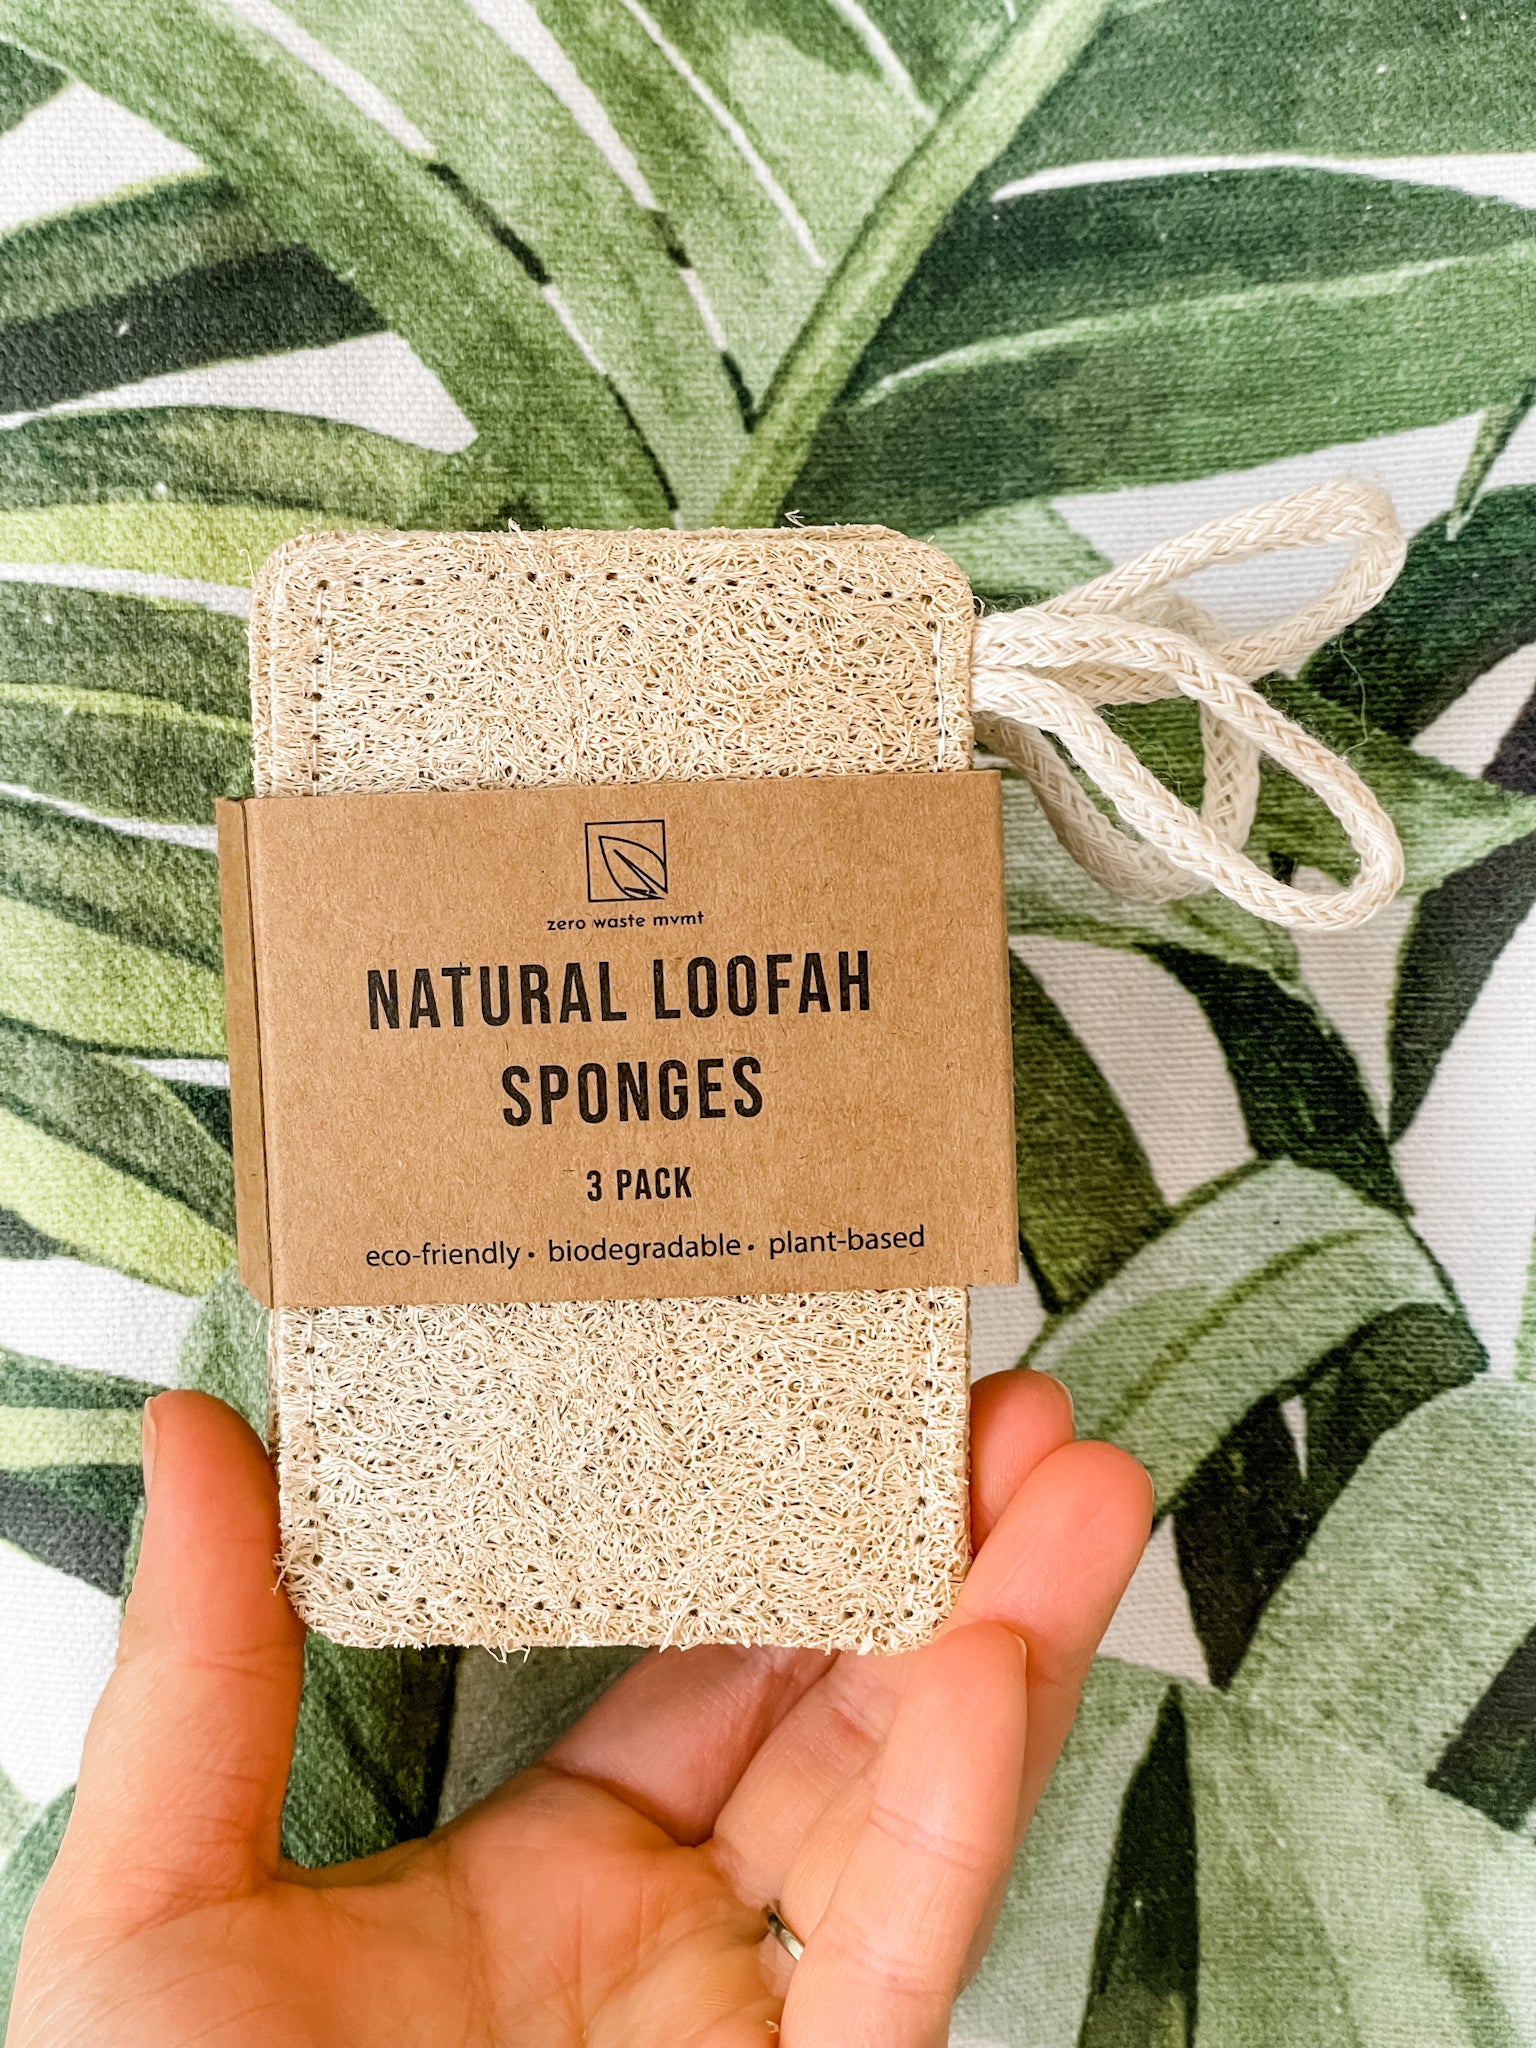 zero waste mvmt
NATURAL LOOFAH
SPONGES
3 PACK
eco-friendly • biodegradable • plant-based